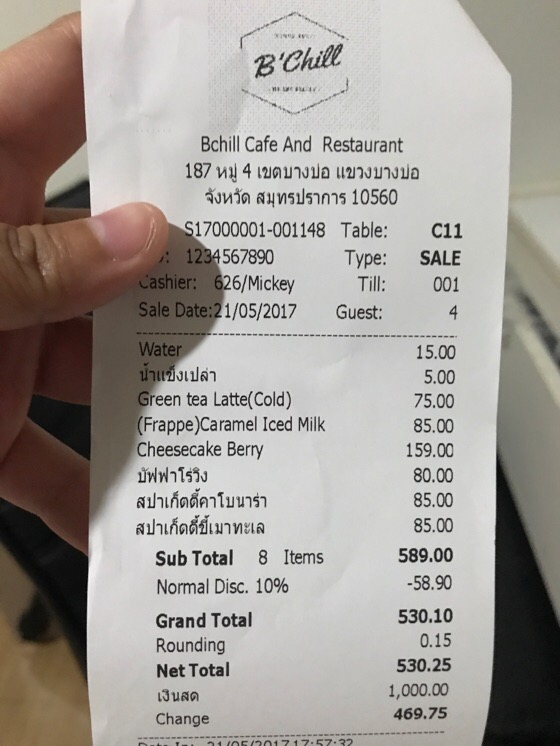 B'Chill
Bchill Cafe And Restaurant
187 หมู่ 4 เขตบางบ่อ แขวงบางบ่อ
จังหวัด สมุทรปราการ 10560
S17000001-001148 Table: C11
1234567890 Type: SALE
Cashier: 626/Mickey Till: 001
Sale Date:21/05/2017 Guest: 4
Water 15.00
น้ำแข็งเปล่า 5.00
Green tea Latte(Cold) 75.00
(Frappe)Caramel Iced Milk 85.00
Cheesecake Berry 159.00
บัฟฟาโร่วิง 80.00
สปาเก็ตตี้คาโบนาร่า 85.00
สปาเก็ตตี้ขี้เมาทะเล 85.00
Sub Total 8 Items 589.00
Normal Disc. 10% -58.90
Grand Total 530.10
Rounding 0.15
Net Total 530.25
เงินสด 1,000.00
Change 469.75
Date In: 21/05/2017 17:57:32